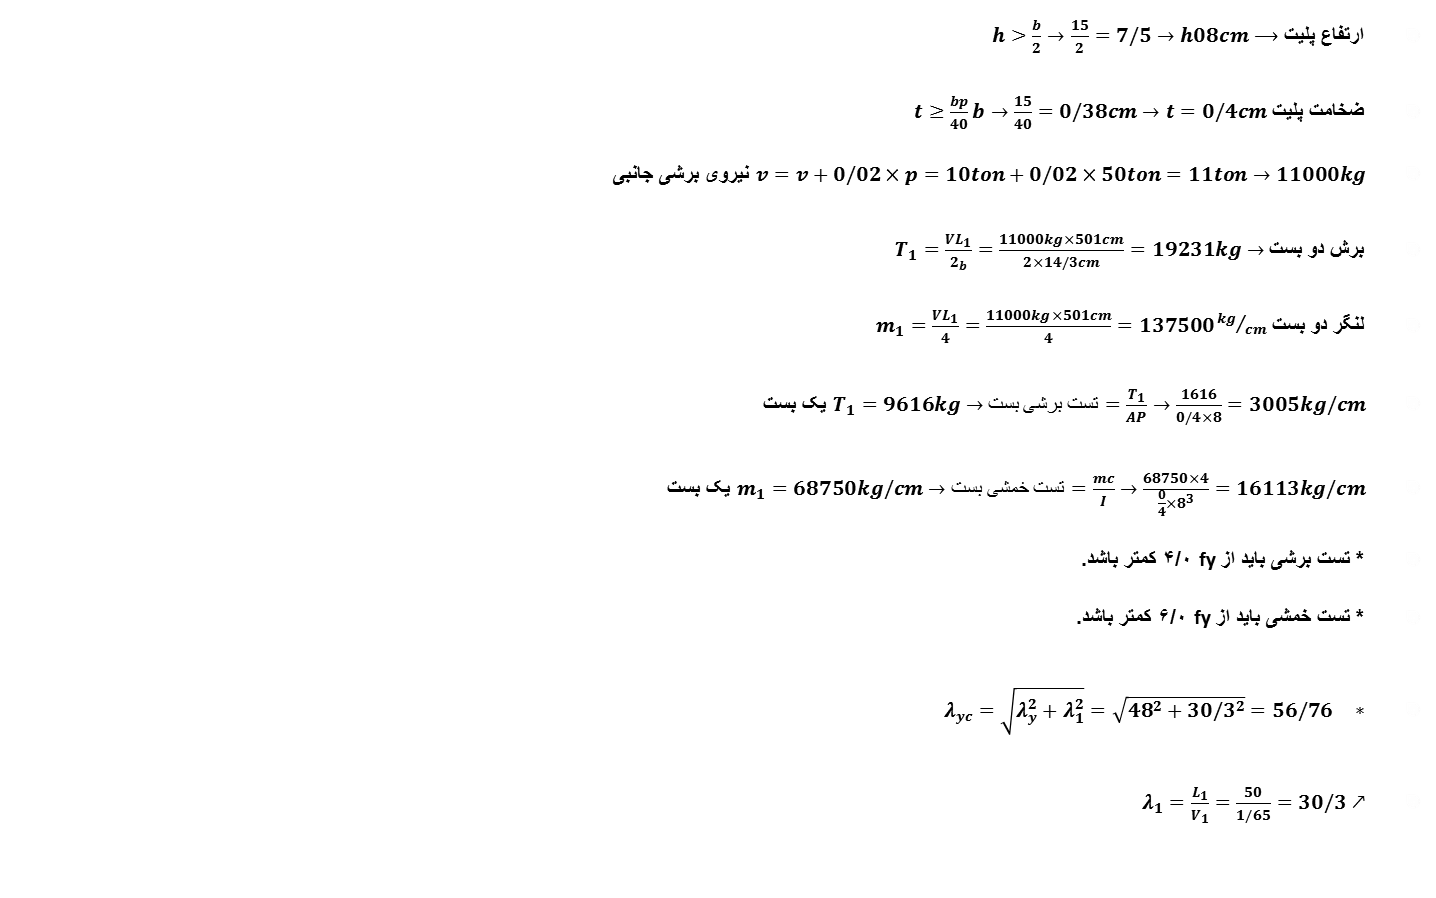 ارتفاع پلیت ⟶ h > b/2 → 15/2 = 7/5 → h08cm
ضخامت پلیت t ≥ bp/40 b → 15/40 = 0/38cm → t = 0/4cm
نیروی برشی جانبی v = v + 0/02 × p = 10ton + 0/02 × 50ton = 11ton → 11000kg
برش دو بست → T₁ = VL₁/2_b = 11000kg×501cm/2×14/3cm = 19231kg
لنگر دو بست m₁ = VL₁/4 = 11000kg×501cm/4 = 137500 kg/cm
یک بست T₁ = 9616kg → تست برشی بست = T₁/AP → 1616/0/4×8 = 3005kg/cm
یک بست m₁ = 68750kg/cm → تست خمشی بست = mc/I → 68750×4/(0/4×8³) = 16113kg/cm
* تست برشی باید از fy ۴/۰ کمتر باشد.
* تست خمشی باید از fy ۶/۰ کمتر باشد.
* λyc = √(λy² + λ₁²) = √(48² + 30/3²) = 56/76
λ₁ = L₁/V₁ = 50/1/65 = 30/3 ↗